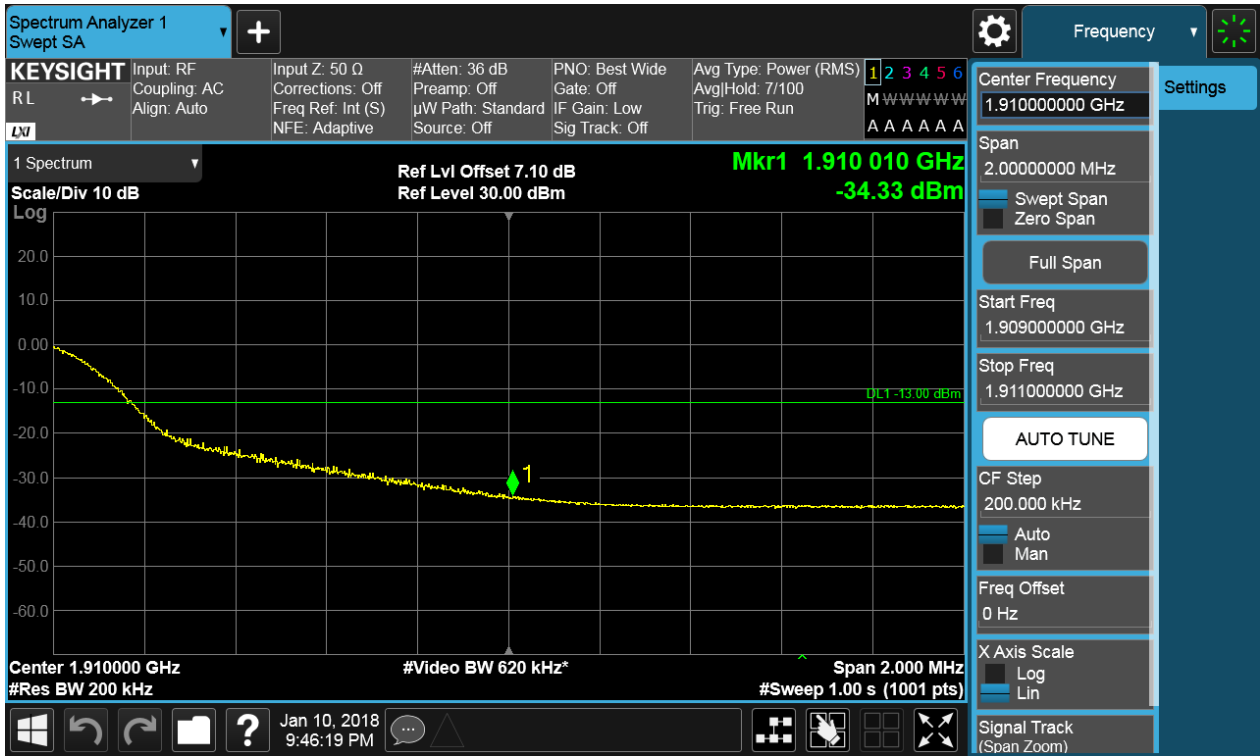 Spectrum Analyzer 1
Swept SA
Frequency
KEYSIGHT
RL
LXI
Input: RF
Coupling: AC
Align: Auto
Input Z: 50 Ω
Corrections: Off
Freq Ref: Int (S)
NFE: Adaptive
#Atten: 36 dB
Preamp: Off
µW Path: Standard
Source: Off
PNO: Best Wide
Gate: Off
IF Gain: Low
Sig Track: Off
Avg Type: Power (RMS)
Avg|Hold: 7/100
Trig: Free Run
1 2 3 4 5 6
M W W W W W
A A A A A A
1 Spectrum
Scale/Div 10 dB
Ref Lvl Offset 7.10 dB
Ref Level 30.00 dBm
Mkr1 1.910 010 GHz
-34.33 dBm
Log
20.0
10.0
0.00
-10.0
-20.0
-30.0
-40.0
-50.0
-60.0
DL1 -13.00 dBm
1
Center 1.910000 GHz
#Res BW 200 kHz
#Video BW 620 kHz*
Span 2.000 MHz
#Sweep 1.00 s (1001 pts)
Center Frequency
1.910000000 GHz
Span
2.00000000 MHz
Swept Span
Zero Span
Full Span
Start Freq
1.909000000 GHz
Stop Freq
1.911000000 GHz
AUTO TUNE
CF Step
200.000 kHz
Auto
Man
Freq Offset
0 Hz
X Axis Scale
Log
Lin
Signal Track
(Span Zoom)
Settings
?
Jan 10, 2018
9:46:19 PM